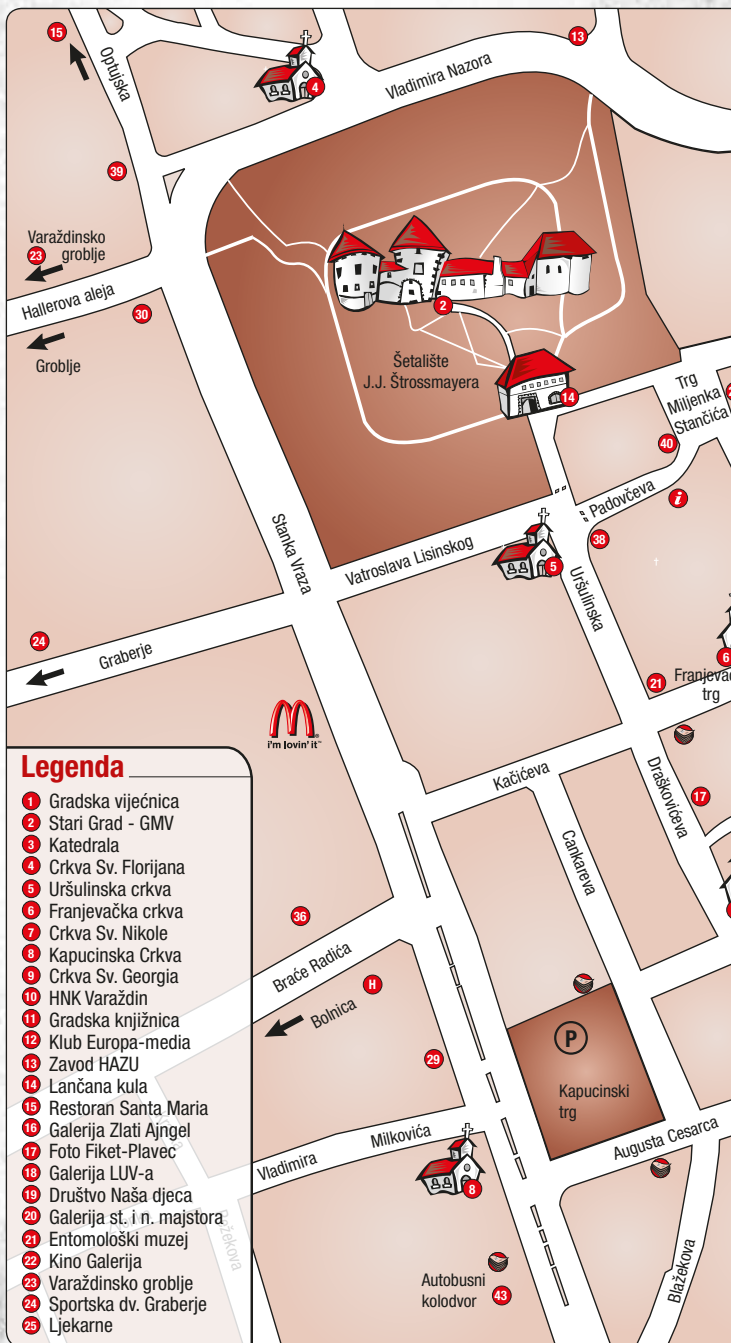 15
Optujska
4
Vladimira Nazora
13
39
Varaždinsko
groblje
23
Hallerova aleja
30
Groblje
2
Šetalište
J.J. Štrossmayera
14
Trg
Miljenka
Stančića
40
Padovčeva
i
38
Stanka Vraza
Vatroslava Lisinskog
5
Uršulinska
24
Graberje
6
21
trg
i'm lovin' it™
Kačićeva
Draškovićeva
17
Cankareva
36
Braće Radića
H
Bolnica
29
P
Kapucinski
trg
Vladimira
Milkovića
Augusta Cesarca
8
Autobusni
kolodvor
43
Blažekova
Legenda
1 Gradska vijećnica
2 Stari Grad - GMV
3 Katedrala
4 Crkva Sv. Florijana
5 Uršulinska crkva
6 Franjevačka crkva
7 Crkva Sv. Nikole
8 Kapucinska Crkva
9 Crkva Sv. Georgia
10 HNK Varaždin
11 Gradska knjižnica
12 Klub Europa-media
13 Zavod HAZU
14 Lančana kula
15 Restoran Santa Maria
16 Galerija Zlati Ajngel
17 Foto Fiket-Plavec
18 Galerija LUV-a
19 Društvo Naša djeca
20 Galerija st. i n. majstora
21 Entomološki muzej
22 Kino Galerija
23 Varaždinsko groblje
24 Sportska dv. Graberje
25 Ljekarne